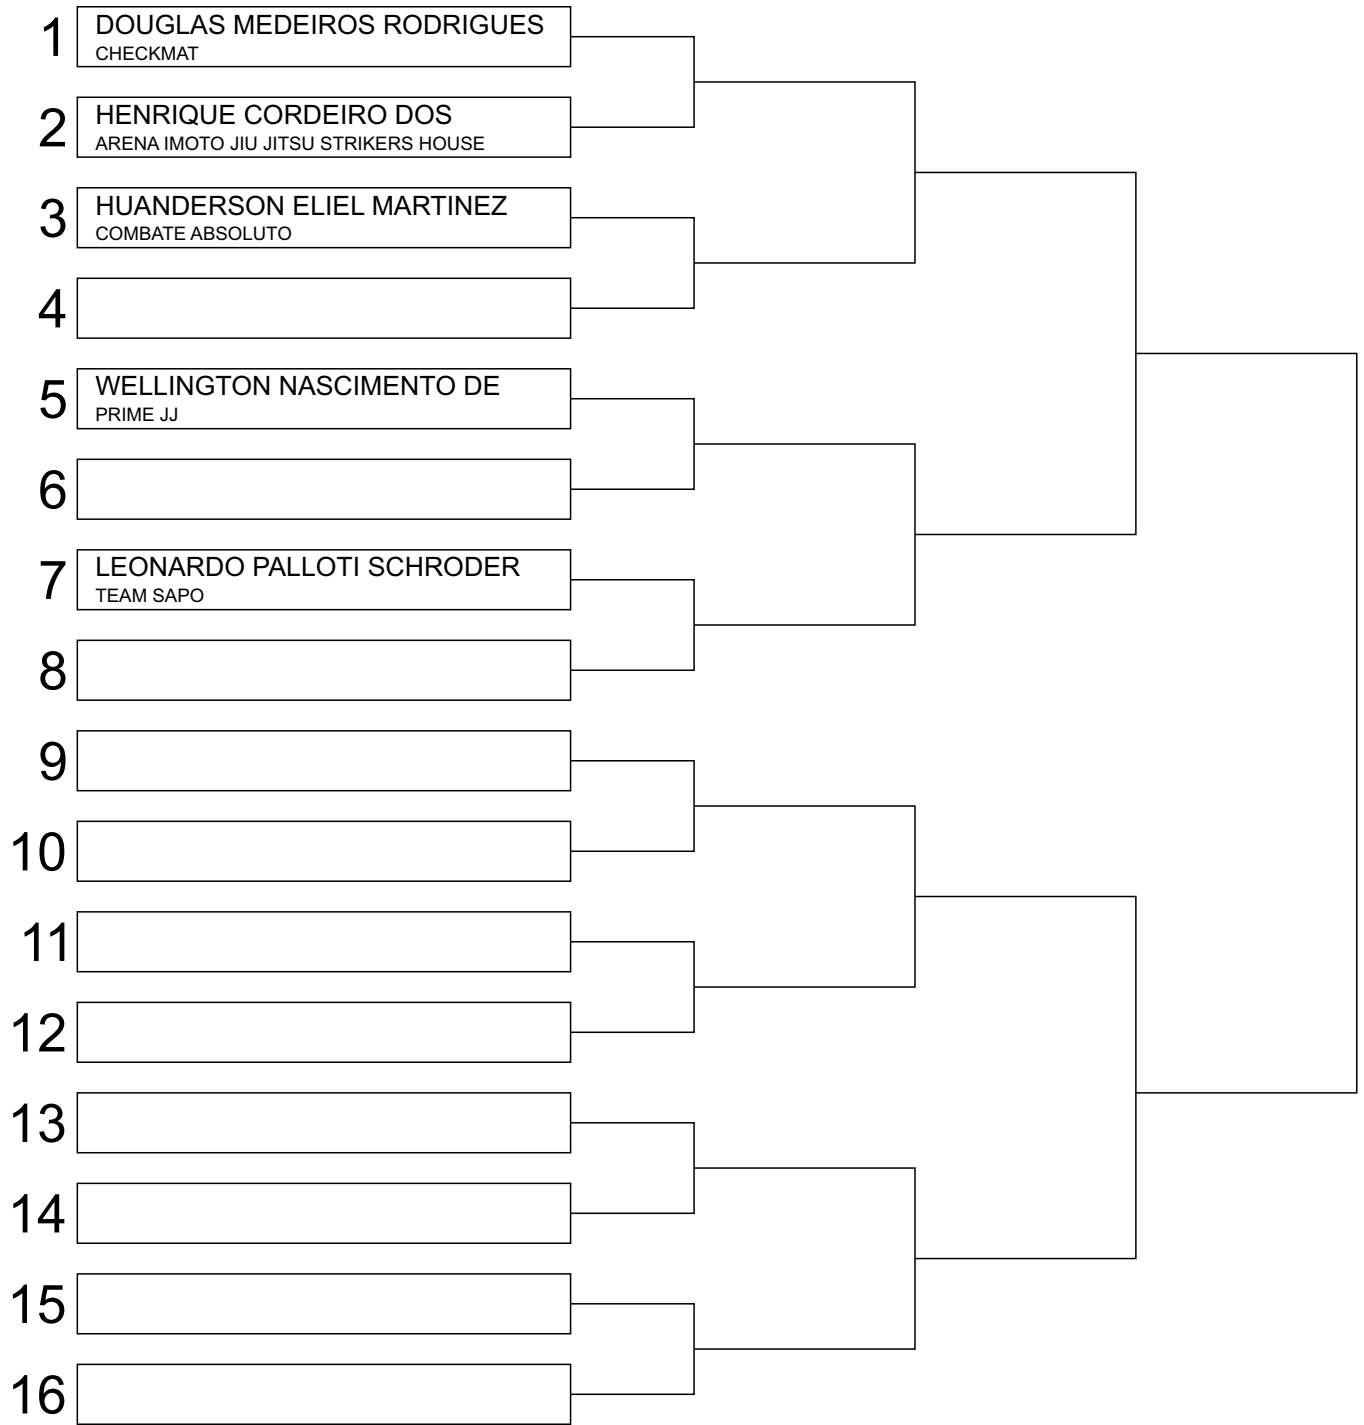 1
DOUGLAS MEDEIROS RODRIGUES
CHECKMAT
2
HENRIQUE CORDEIRO DOS
ARENA IMOTO JIU JITSU STRIKERS HOUSE
3
HUANDERSON ELIEL MARTINEZ
COMBATE ABSOLUTO
4
5
WELLINGTON NASCIMENTO DE
PRIME JJ
6
7
LEONARDO PALLOTI SCHRODER
TEAM SAPO
8
9
10
11
12
13
14
15
16